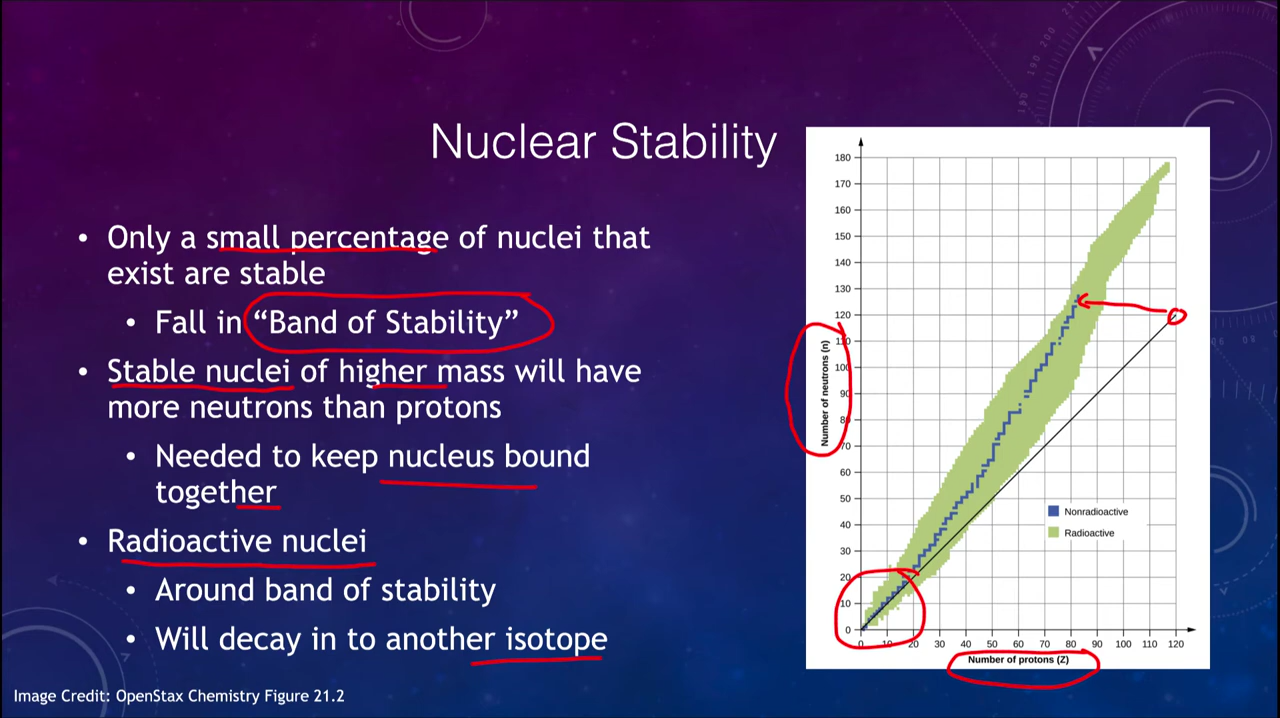 Nuclear Stability
• Only a small percentage of nuclei that
exist are stable
• Fall in “Band of Stability”
• Stable nuclei of higher mass will have
more neutrons than protons
• Needed to keep nucleus bound
together
• Radioactive nuclei
• Around band of stability
• Will decay in to another isotope
Image Credit: OpenStax Chemistry Figure 21.2
180
170
160
150
140
130
120
110
100
90
80
70
60
50
40
30
20
10
0
Number of neutrons (n)
Nonradioactive
Radioactive
0 10 20 30 40 50 60 70 80 90 100 110 120
Number of protons (Z)